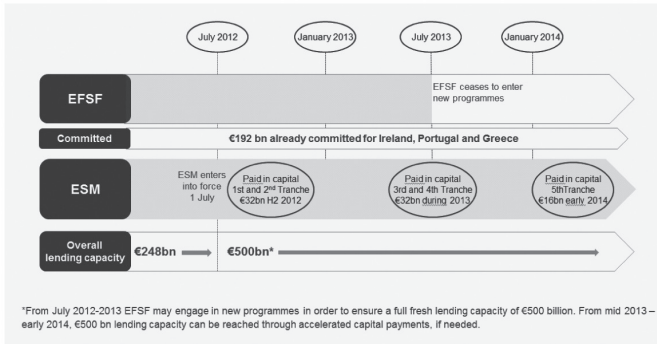 July 2012
January 2013
July 2013
January 2014
EFSF
EFSF ceases to enter
new programmes
Committed
€192 bn already committed for Ireland, Portugal and Greece
ESM
ESM enters
into force
1 July
Paid in capital
1st and 2nd Tranche
€32bn H2 2012
Paid in capital
3rd and 4th Tranche
€32bn during 2013
Paid in capital
5thTranche
€16bn early 2014
Overall
lending capacity
€248bn
€500bn*
*From July 2012-2013 EFSF may engage in new programmes in order to ensure a full fresh lending capacity of €500 billion. From mid 2013 –
early 2014, €500 bn lending capacity can be reached through accelerated capital payments, if needed.